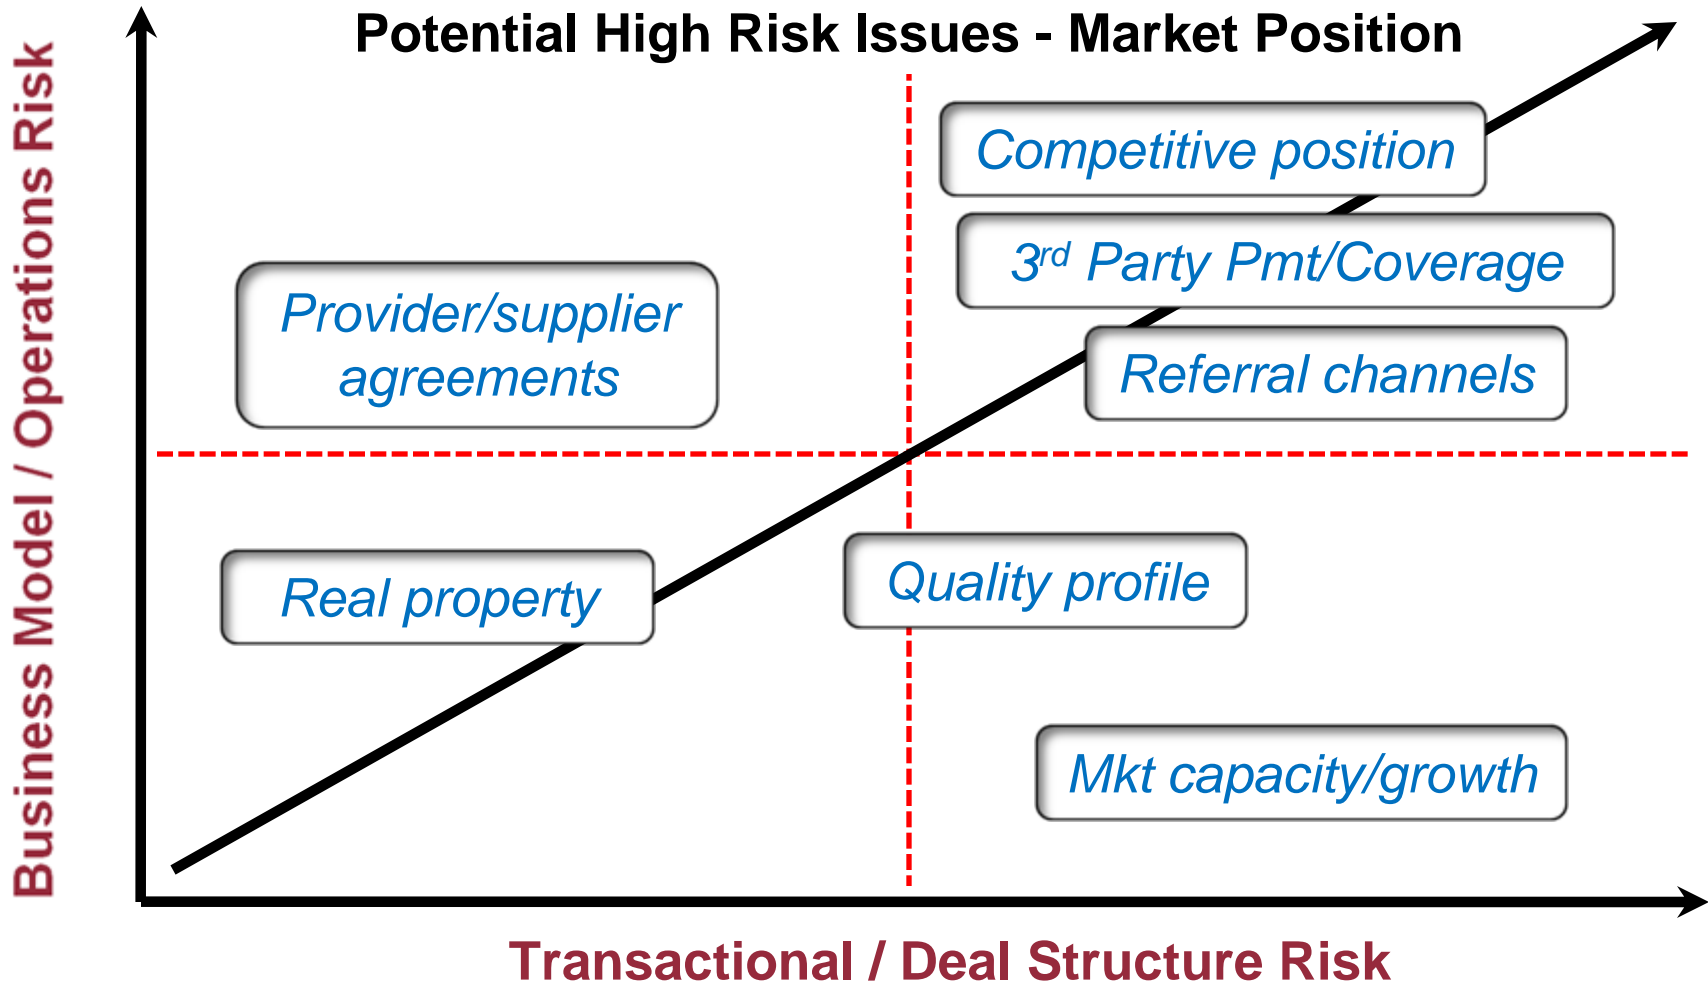 Potential High Risk Issues - Market Position
Business Model / Operations Risk
Competitive position
3rd Party Pmt/Coverage
Provider/supplier
agreements
Referral channels
Real property
Quality profile
Mkt capacity/growth
Transactional / Deal Structure Risk